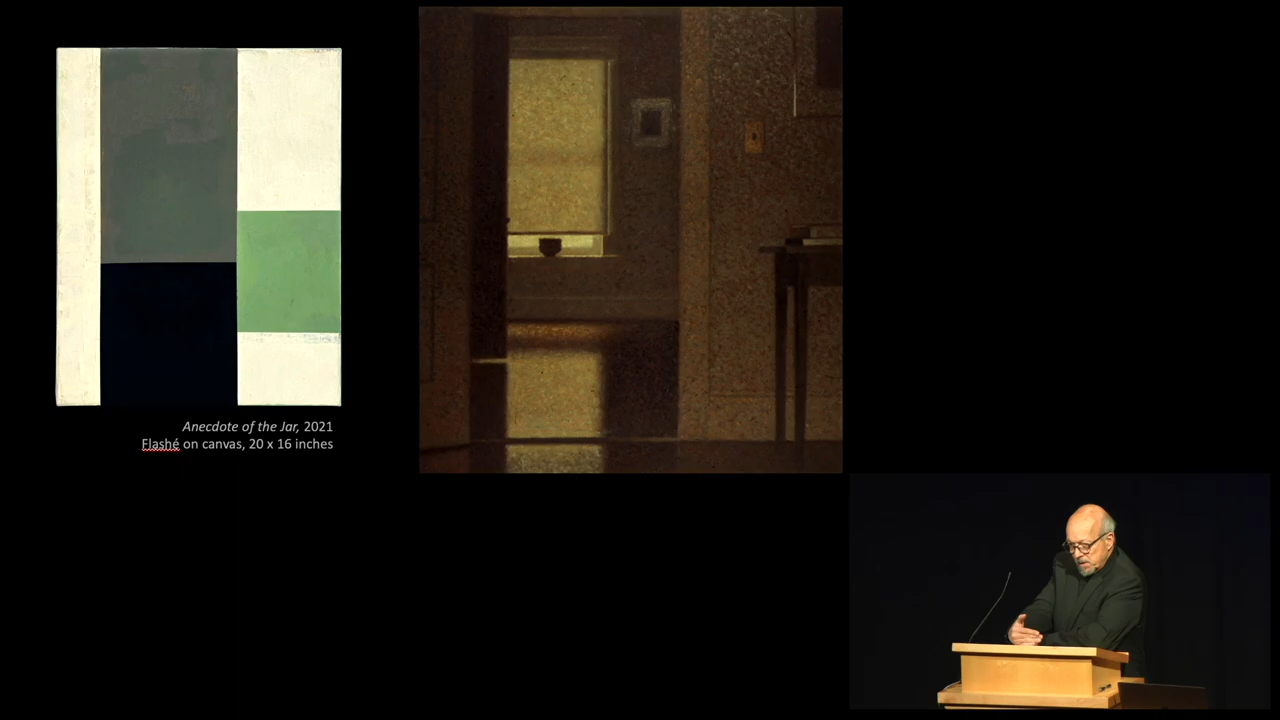 Anecdote of the Jar, 2021
Flashé on canvas, 20 x 16 inches